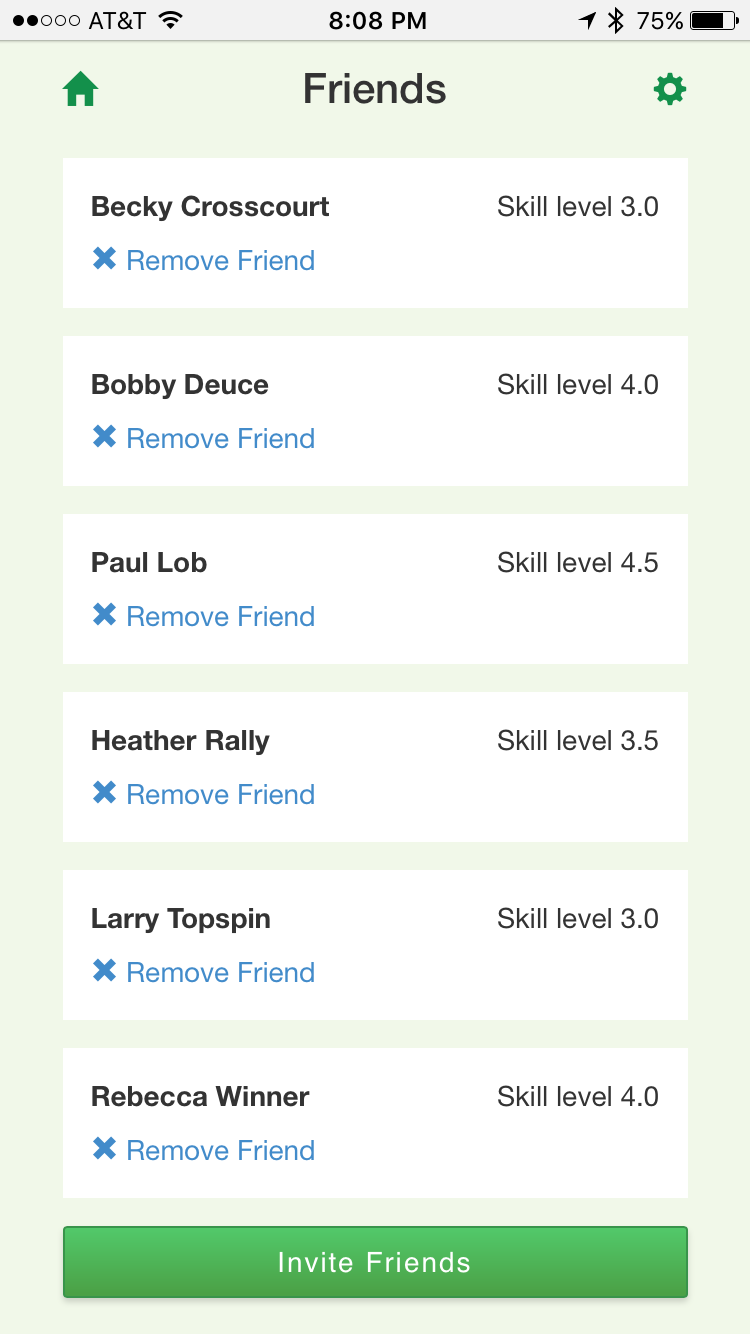 AT&T 8:08 PM 75%
Friends
Becky Crosscourt Skill level 3.0
Remove Friend
Bobby Deuce Skill level 4.0
Remove Friend
Paul Lob Skill level 4.5
Remove Friend
Heather Rally Skill level 3.5
Remove Friend
Larry Topspin Skill level 3.0
Remove Friend
Rebecca Winner Skill level 4.0
Remove Friend
Invite Friends